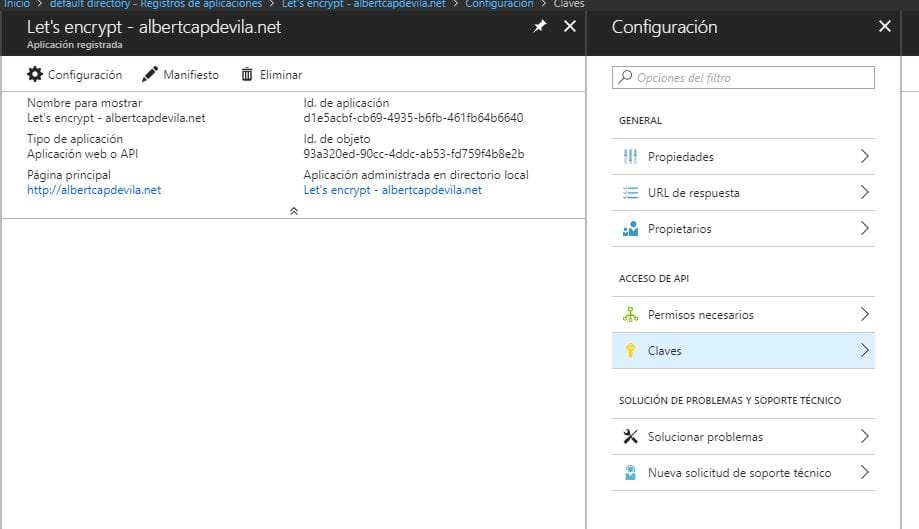 Inicio > default directory - Registros de aplicaciones > Let's encrypt - albertcapdevila.net > Configuración > Claves
Let's encrypt - albertcapdevila.net
Aplicación registrada
Configuración Manifiesto Eliminar
Nombre para mostrar
Let's encrypt - albertcapdevila.net
Tipo de aplicación
Aplicación web o API
Página principal
http://albertcapdevila.net
Id. de aplicación
d1e5acbf-cb69-4935-b6fb-461fb64b6640
Id. de objeto
93a320ed-90cc-4ddc-ab53-fd759f4b8e2b
Aplicación administrada en directorio local
Let's encrypt - albertcapdevila.net
Configuración
Opciones del filtro
GENERAL
Propiedades
URL de respuesta
Propietarios
ACCESO DE API
Permisos necesarios
Claves
SOLUCIÓN DE PROBLEMAS Y SOPORTE TÉCNICO
Solucionar problemas
Nueva solicitud de soporte técnico